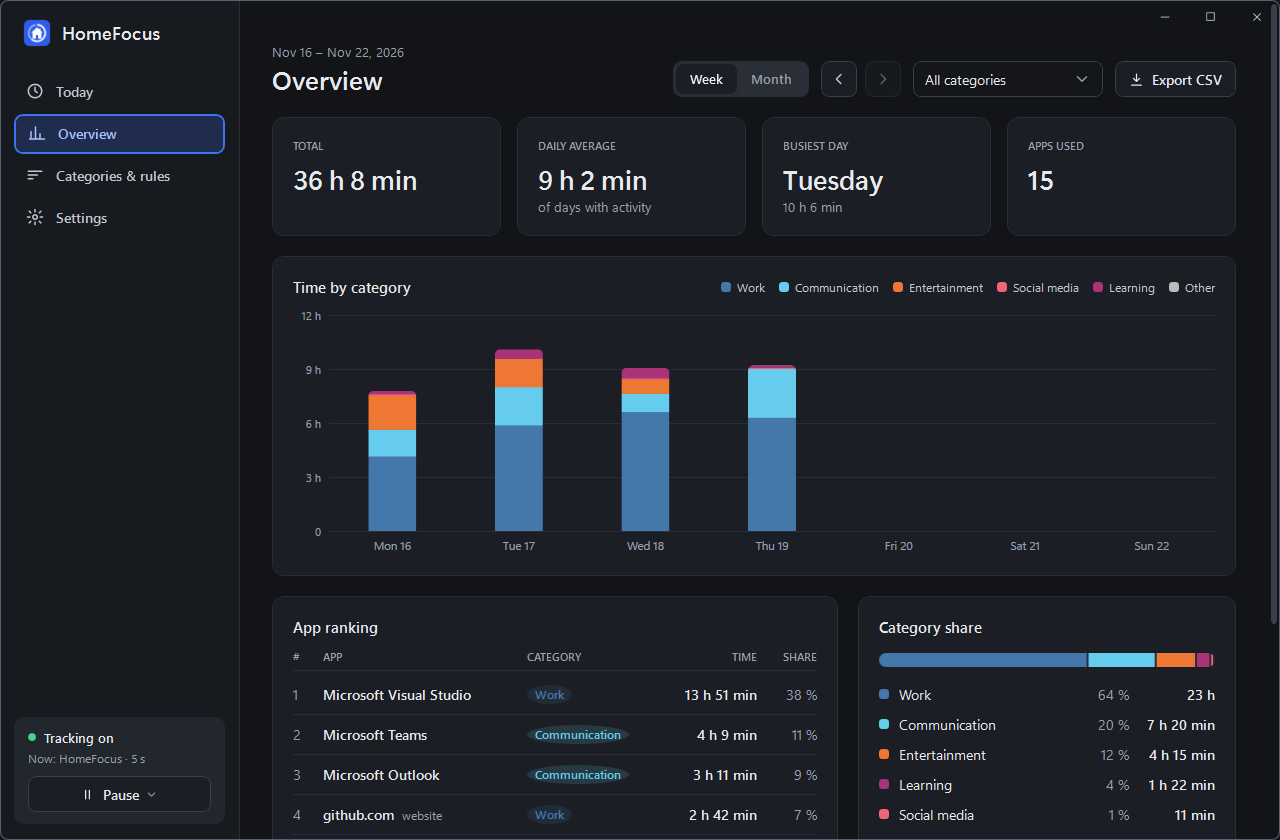 HomeFocus
Today
Overview
Categories & rules
Settings
Tracking on
Now: HomeFocus · 5 s
Pause
Nov 16 – Nov 22, 2026
Overview
Week Month
All categories
Export CSV
TOTAL
36 h 8 min
DAILY AVERAGE
9 h 2 min
of days with activity
BUSIEST DAY
Tuesday
10 h 6 min
APPS USED
15
Time by category
Work Communication Entertainment Social media Learning Other
12 h
9 h
6 h
3 h
0
Mon 16 Tue 17 Wed 18 Thu 19 Fri 20 Sat 21 Sun 22
App ranking
# APP CATEGORY TIME SHARE
1 Microsoft Visual Studio Work 13 h 51 min 38 %
2 Microsoft Teams Communication 4 h 9 min 11 %
3 Microsoft Outlook Communication 3 h 11 min 9 %
4 github.com website Work 2 h 42 min 7 %
Category share
Work 64 % 23 h
Communication 20 % 7 h 20 min
Entertainment 12 % 4 h 15 min
Learning 4 % 1 h 22 min
Social media 1 % 11 min